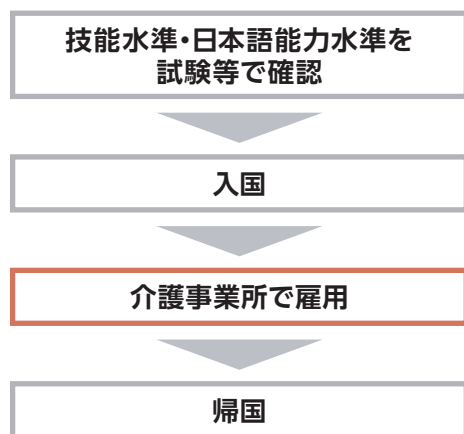 技能水準・日本語能力水準を
試験等で確認
入国
介護事業所で雇用
帰国